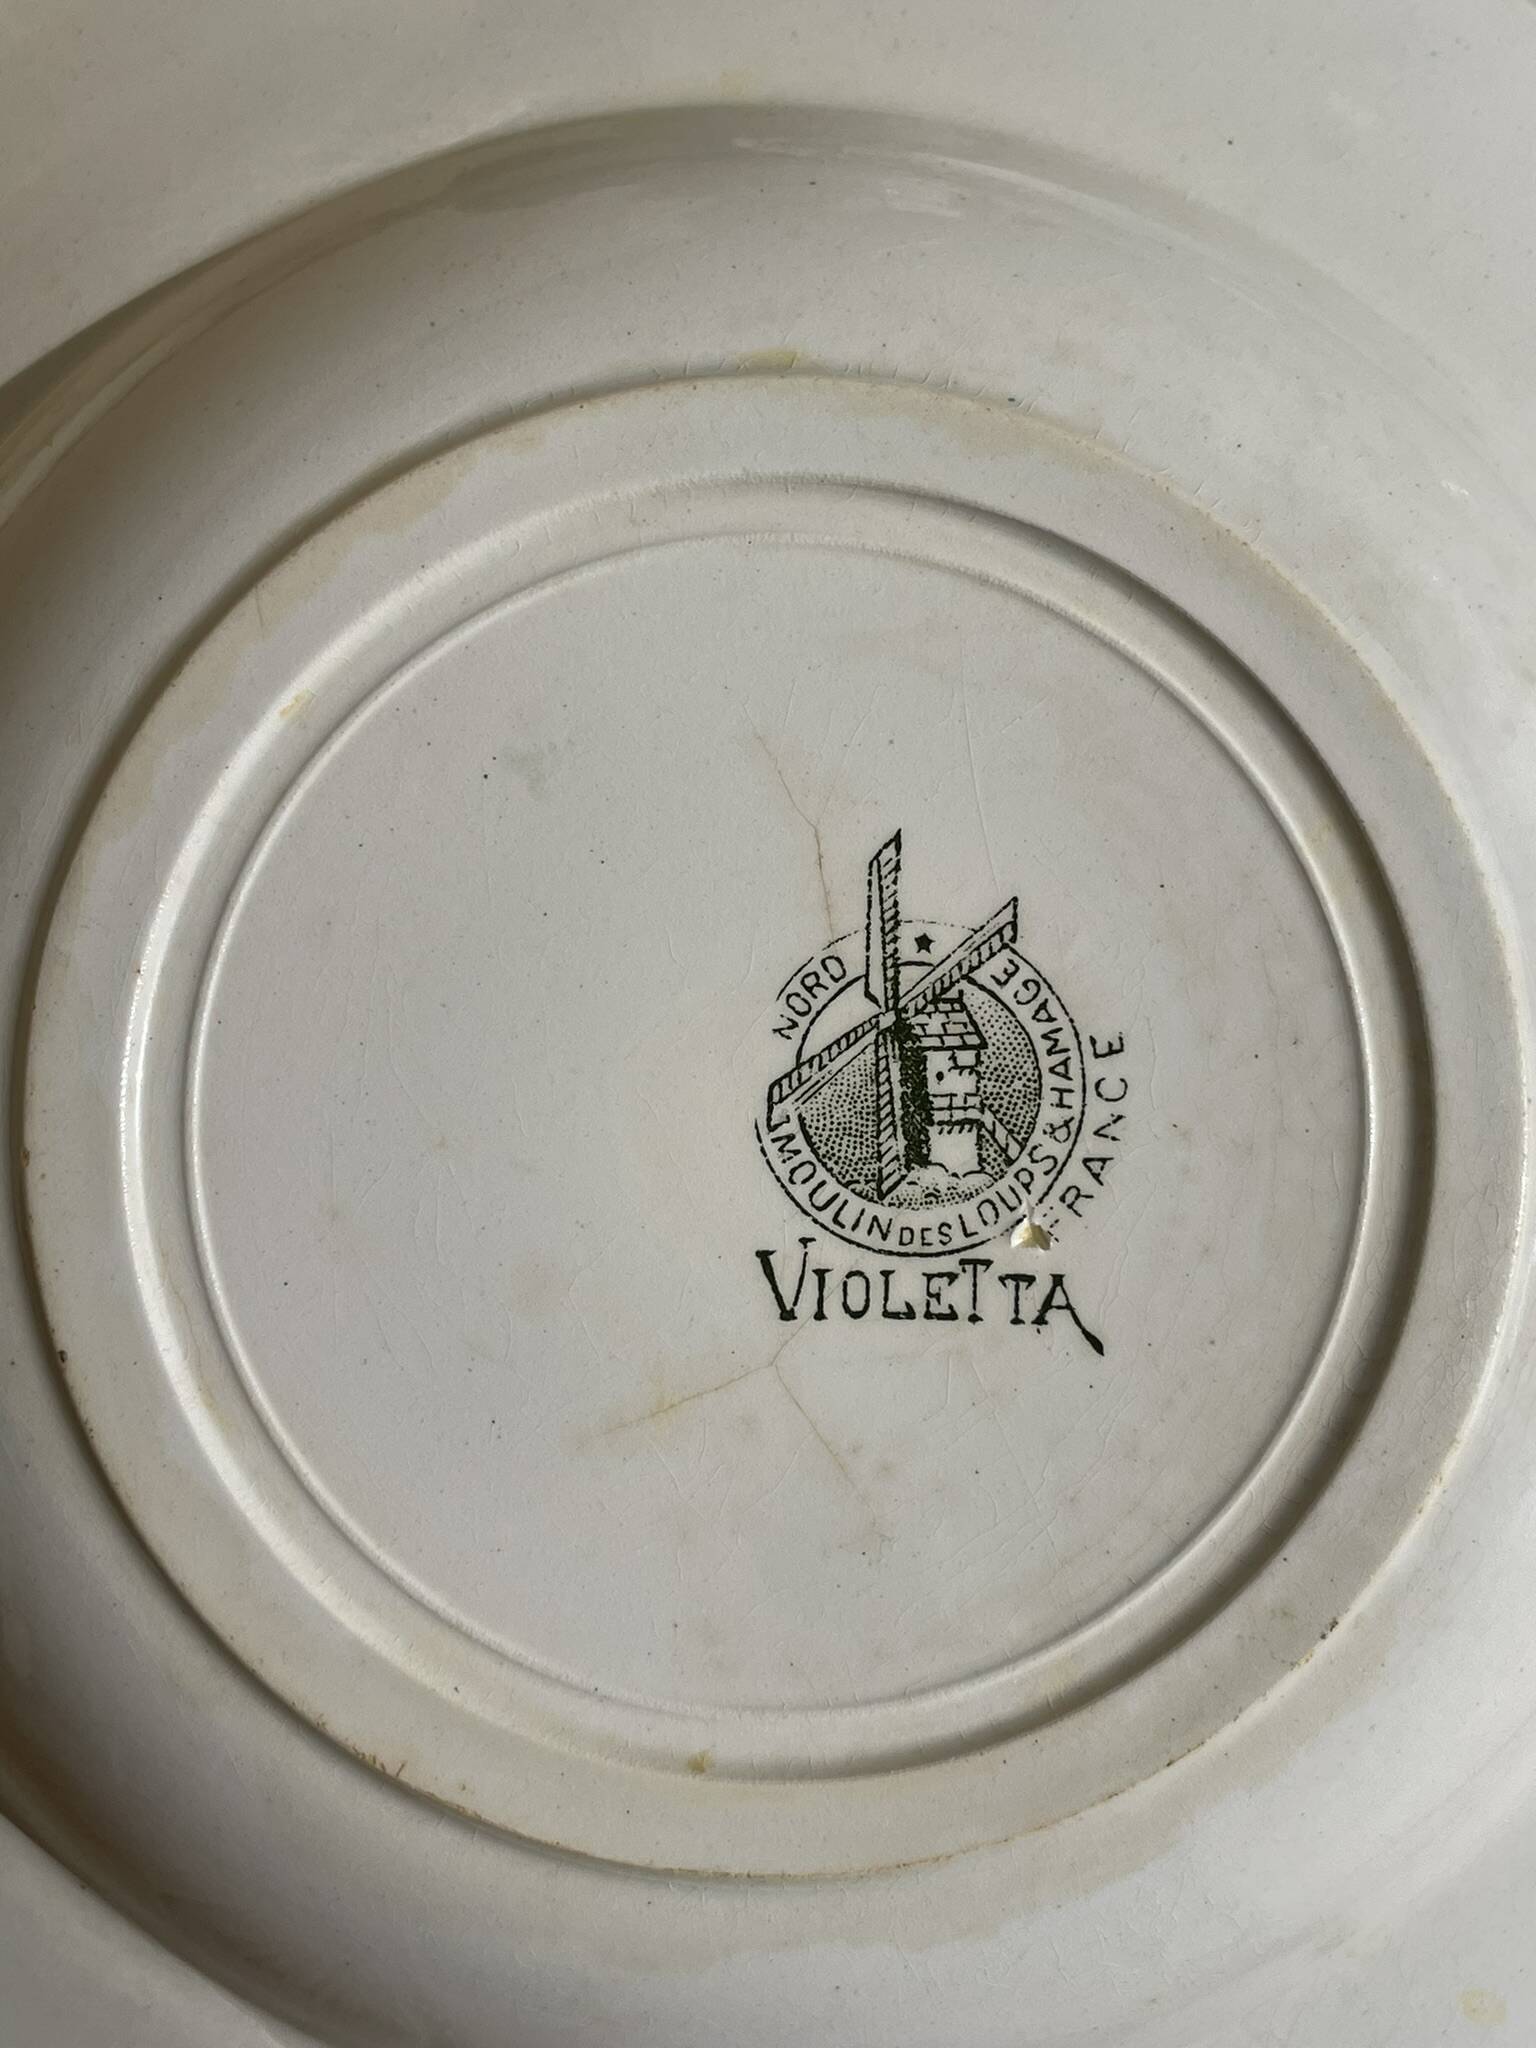 NORD
MOULIN DES LOUPS & HAMAGE
FRANCE
VIOLETTA